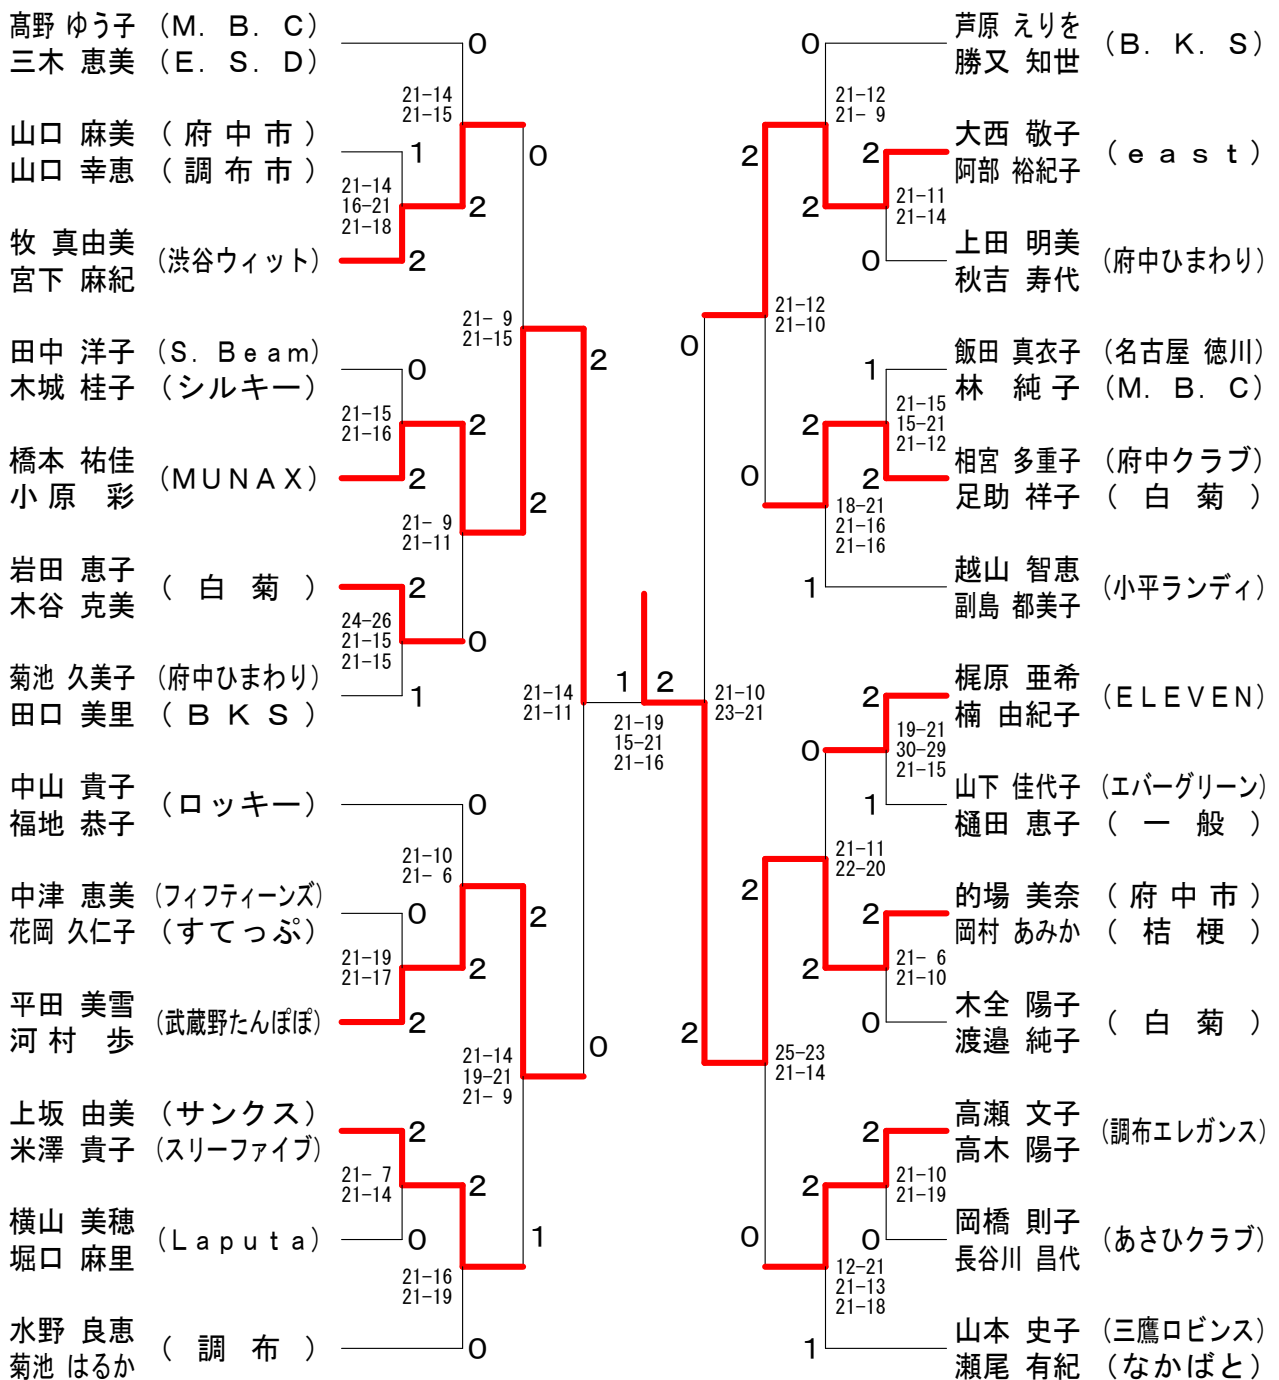 髙野 ゆう子 (M. B. C)
三木 恵美 (E. S. D)
0
21-14
21-15
山口 麻美 (府中市)
山口 幸恵 (調布市)
1
0
21-14
16-21
21-18
2
牧 真由美
宮下 麻紀
(渋谷ウィット)
2
21- 9
21-15
2
田中 洋子 (S. Beam)
木城 桂子 (シルキー)
0
21-15
21-16
2
橋本 祐佳
小原 彩
(MUNAX)
2
2
21- 9
21-11
岩田 恵子
木谷 克美
(白菊)
2
24-26
21-15
21-15
0
菊池 久美子 (府中ひまわり)
田口 美里 (BKS)
1
21-14
21-11
中山 貴子
福地 恭子
(ロッキー)
0
21-10
21- 6
中津 恵美 (フィフティーンズ)
花岡 久仁子 (すてっぷ)
0
2
21-19
21-17
2
平田 美雪
河村 歩
(武蔵野たんぽぽ)
2
0
21-14
19-21
21- 9
上坂 由美 (サンクス)
米澤 貴子 (スリーファイブ)
2
21- 7
21-14
2
横山 美穂
堀口 麻里
(Laputa)
0
1
21-16
21-19
水野 良恵
菊池 はるか
(調布)
0
1
2
21-19
15-21
21-16
芦原 えりを
勝又 知世
(B. K. S)
0
21-12
21- 9
大西 敬子
阿部 裕紀子
(east)
2
2
21-11
21-14
2
上田 明美
秋吉 寿代
(府中ひまわり)
0
21-12
21-10
0
飯田 真衣子 (名古屋 徳川)
林 純子 (M. B. C)
1
21-15
15-21
21-12
2
相宮 多重子 (府中クラブ)
足助 祥子 (白菊)
2
0
18-21
21-16
21-16
越山 智恵
副島 都美子
(小平ランディ)
1
梶原 亜希
楠 由紀子
(ELEVEN)
2
21-10
23-21
19-21
30-29
21-15
0
山下 佳代子 (エバーグリーン)
樋田 恵子 (一般)
1
21-11
22-20
的場 美奈 (府中市)
岡村 あみか (桔梗)
2
2
21- 6
21-10
2
木全 陽子
渡邉 純子
(白菊)
0
2
25-23
21-14
高瀬 文子
高木 陽子
(調布エレガンス)
2
21-10
21-19
2
岡橋 則子
長谷川 昌代
(あさひクラブ)
0
0
12-21
21-13
21-18
山本 史子 (三鷹ロビンス)
瀬尾 有紀 (なかばと)
1